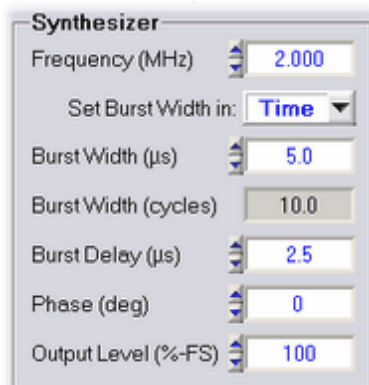 Synthesizer
Frequency (MHz) 2.000
Set Burst Width in: Time
Burst Width (µs) 5.0
Burst Width (cycles) 10.0
Burst Delay (µs) 2.5
Phase (deg) 0
Output Level (%-FS) 100